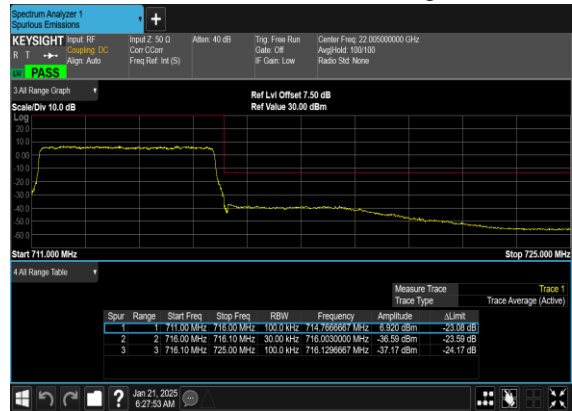 Spectrum Analyzer 1
Spurious Emissions
KEYSIGHT Input: RF Input Z: 50 Ω Atten: 40 dB Trig: Free Run Center Freq: 22.005000000 GHz
R T Coupling: DC Corr CCorr Gate: Off Avg|Hold: 100/100
Align: Auto Freq Ref: Int (S) IF Gain: Low Radio Std: None
PASS
3 All Range Graph
Ref Lvl Offset 7.50 dB
Scale/Div 10.0 dB Ref Value 30.00 dBm
Log
20.0
10.0
0.00
-10.0
-20.0
-30.0
-40.0
-50.0
-60.0
Start 711.000 MHz Stop 725.000 MHz
4 All Range Table
Measure Trace Trace 1
Trace Type Trace Average (Active)
Spur Range Start Freq Stop Freq RBW Frequency Amplitude ΔLimit
1 1 711.00 MHz 716.00 MHz 100.0 kHz 714.7666667 MHz 6.920 dBm -23.08 dB
2 2 716.00 MHz 716.10 MHz 30.00 kHz 716.0030000 MHz -36.59 dBm -23.59 dB
3 3 716.10 MHz 725.00 MHz 100.0 kHz 716.1296667 MHz -37.17 dBm -24.17 dB
? Jan 21, 2025
6:27:53 AM